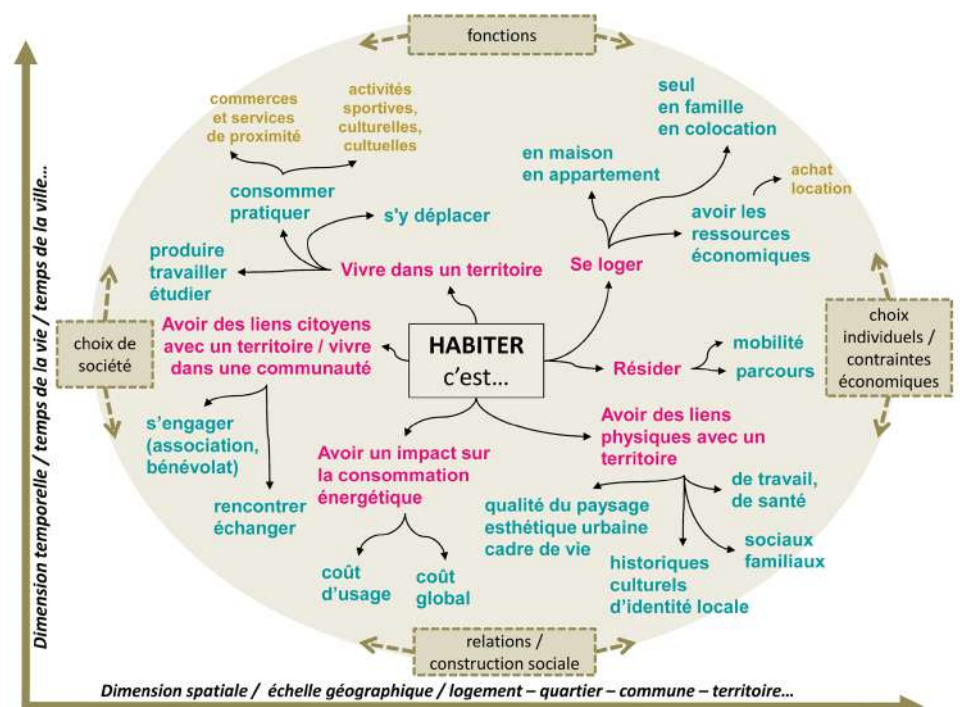 fonctions
commerces
et services
de proximité
activités
sportives,
culturelles,
cultuelles
seul
en famille
en colocation
en maison
en appartement
achat
location
consommer
pratiquer
s'y déplacer
avoir les
ressources
économiques
produire
travailler
étudier
Vivre dans un territoire
Se loger
choix de
société
Avoir des liens citoyens
avec un territoire / vivre
dans une communauté
HABITER
c'est...
Résider
mobilité
parcours
choix
individuels /
contraintes
économiques
s'engager
(association,
bénévolat)
rencontrer
échanger
Avoir un impact sur
la consommation
énergétique
coût
d'usage
coût
global
Avoir des liens
physiques avec un
territoire
qualité du paysage
esthétique urbaine
cadre de vie
de travail,
de santé
historiques
culturels
d'identité locale
sociaux
familiaux
relations /
construction sociale
Dimension temporelle / temps de la vie / temps de la ville...
Dimension spatiale / échelle géographique / logement – quartier – commune – territoire...